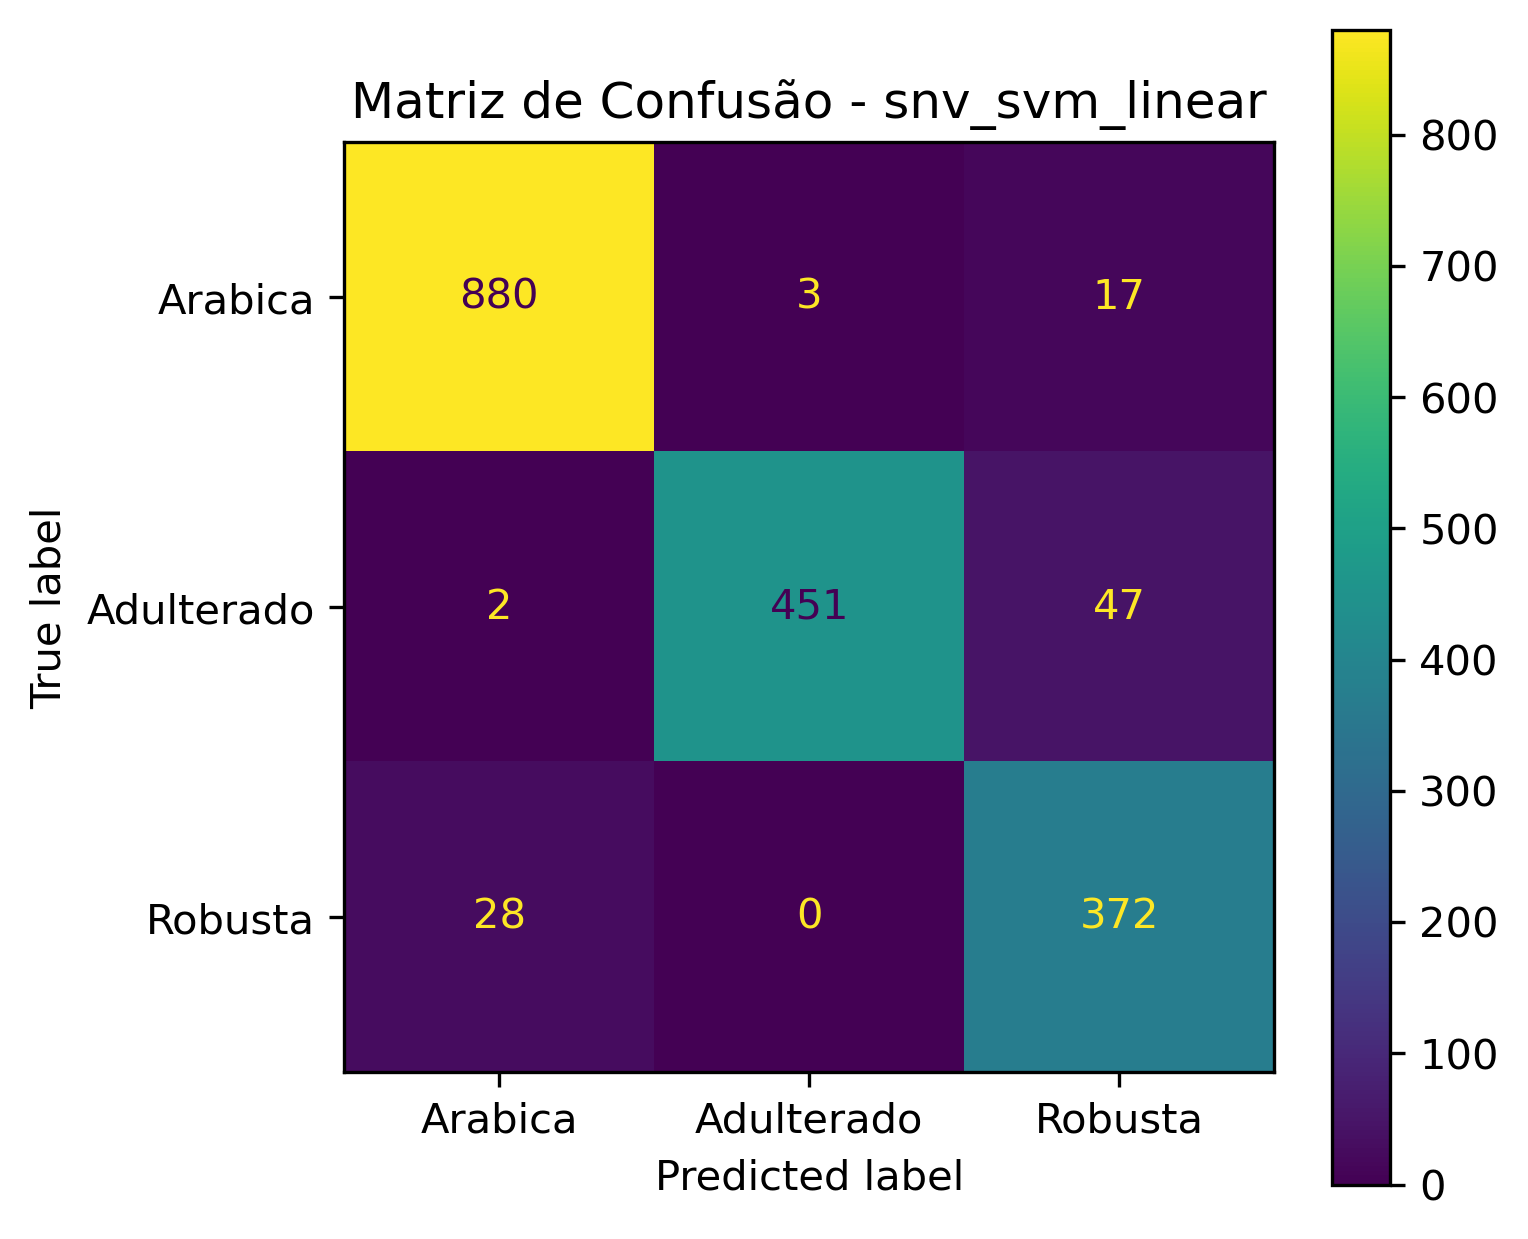 Matriz de Confusão - snv_svm_linear
True label
Arabica
880 3 17
Adulterado
2 451 47
Robusta
28 0 372
Arabica Adulterado Robusta
Predicted label
800
700
600
500
400
300
200
100
0